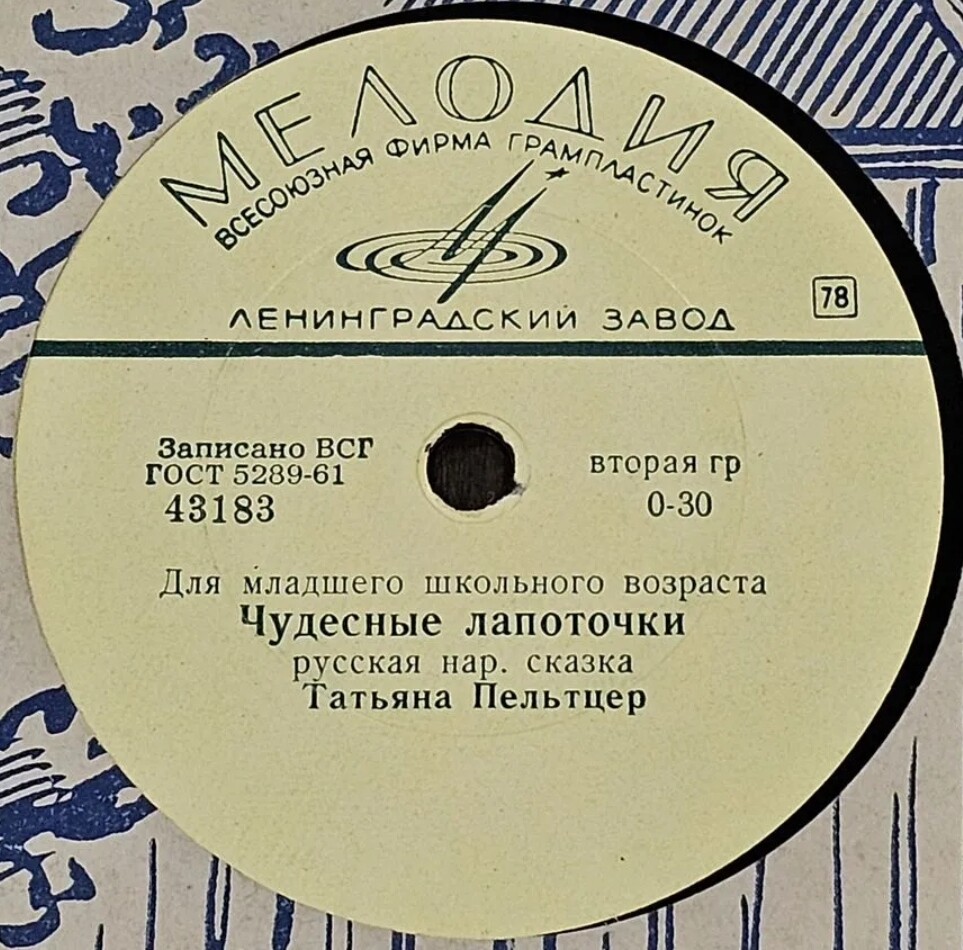 МЕЛОДИЯ
ВСЕСОЮЗНАЯ ФИРМА ГРАМПЛАСТИНОК
ЛЕНИНГРАДСКИЙ ЗАВОД
78
Записано ВСГ
ГОСТ 5289-61
43183
вторая гр
0-30
Для младшего школьного возраста
Чудесные лапоточки
русская нар. сказка
Татьяна Пельтцер